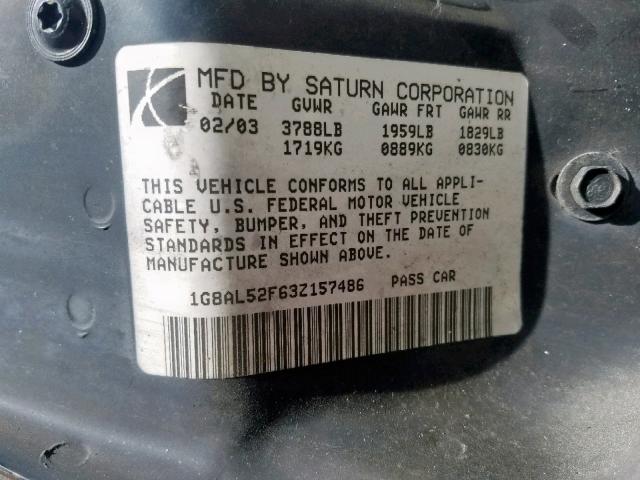 MFD BY SATURN CORPORATION
DATE GVWR GAWR FRT GAWR RR
02/03 3788LB 1959LB 1829LB
1719KG 0889KG 0830KG
THIS VEHICLE CONFORMS TO ALL APPLI-
CABLE U.S. FEDERAL MOTOR VEHICLE
SAFETY, BUMPER, AND THEFT PREVENTION
STANDARDS IN EFFECT ON THE DATE OF
MANUFACTURE SHOWN ABOVE.
1G8AL52F63Z157486 PASS CAR